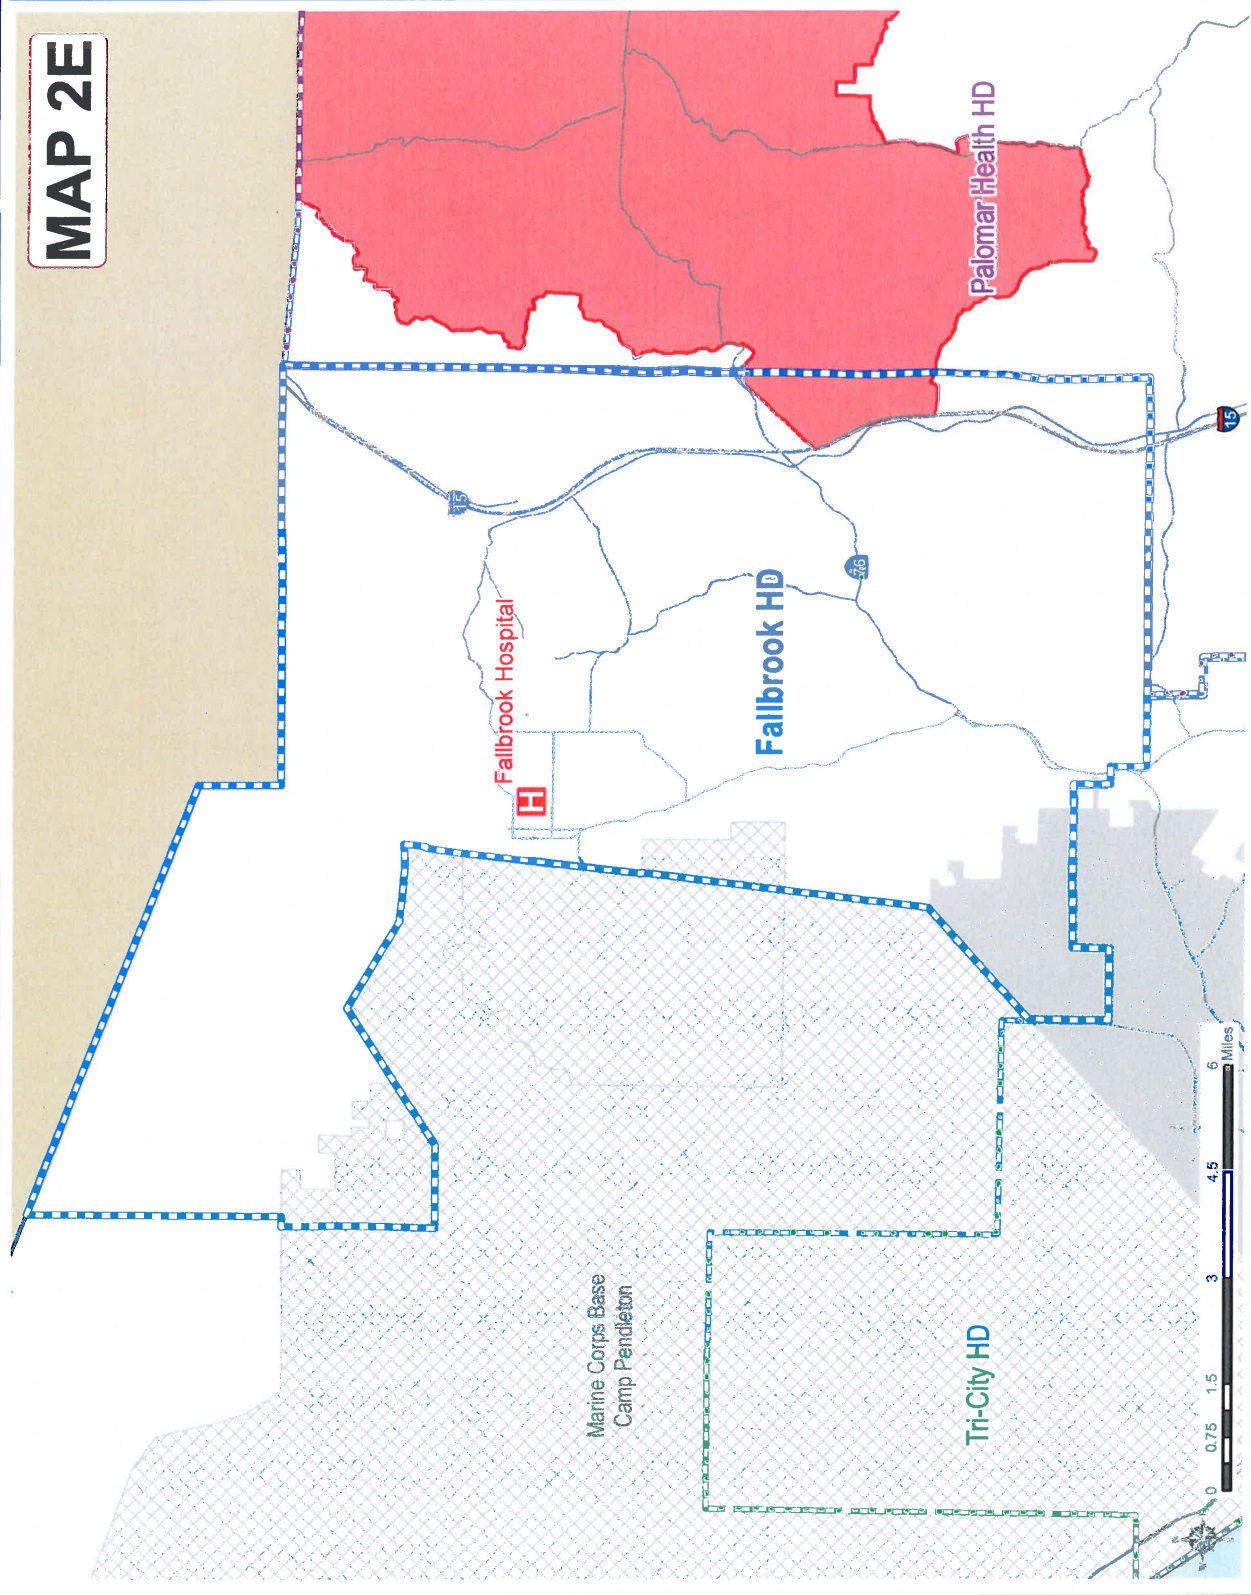 MAP 2E
Palomar Health HD
15
15
76
Fallbrook Hospital
H
Fallbrook HD
Marine Corps Base
Camp Pendleton
Tri-City HD
0 0.75 1.5 3 4.5 6
Miles